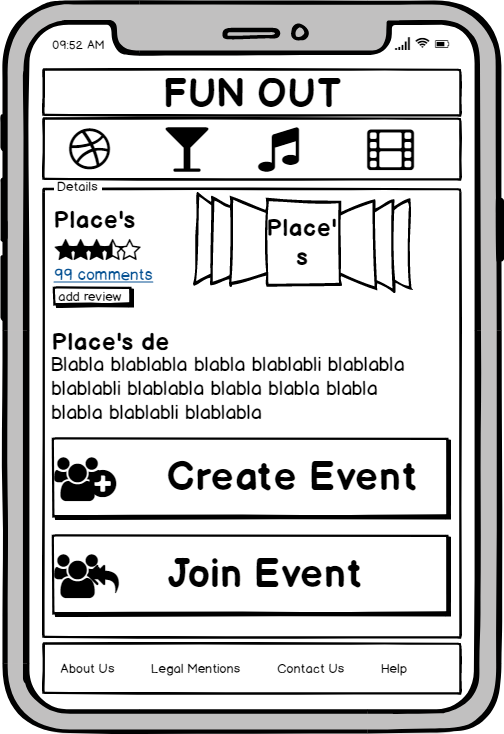 09:52 AM
FUN OUT
Details
Place's
99 comments
add review
Place'
s
Place's de
Blabla blablabla blabla blablabli blablabla
blablabli blablabla blabla blabla blabla
blabla blablabli blablabla
Create Event
Join Event
About Us Legal Mentions Contact Us Help